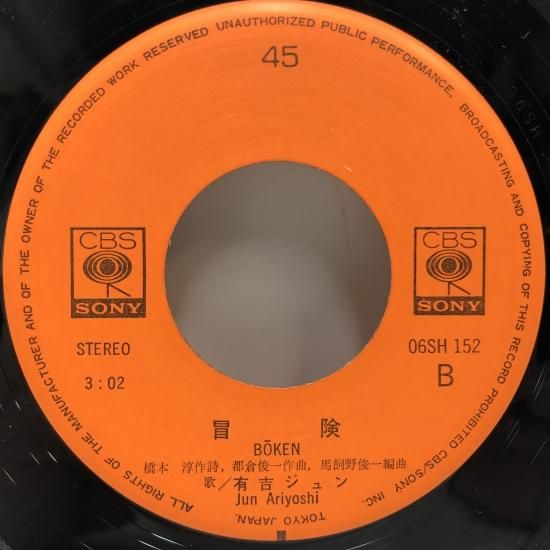 ALL RIGHTS OF THE MANUFACTURER AND OF THE OWNER OF THE RECORDED WORK RESERVED UNAUTHORIZED PUBLIC PERFORMANCE, BROADCASTING AND COPYING OF THIS RECORD PROHIBITED CBS/SONY INC. TOKYO JAPAN.
45
CBS
SONY
CBS
SONY
STEREO
06SH 152
3:02
B
冒険
BŌKEN
橋本 淳作詩, 都倉俊一作曲, 馬飼野俊一編曲
歌/有吉ジュン
Jun Ariyoshi